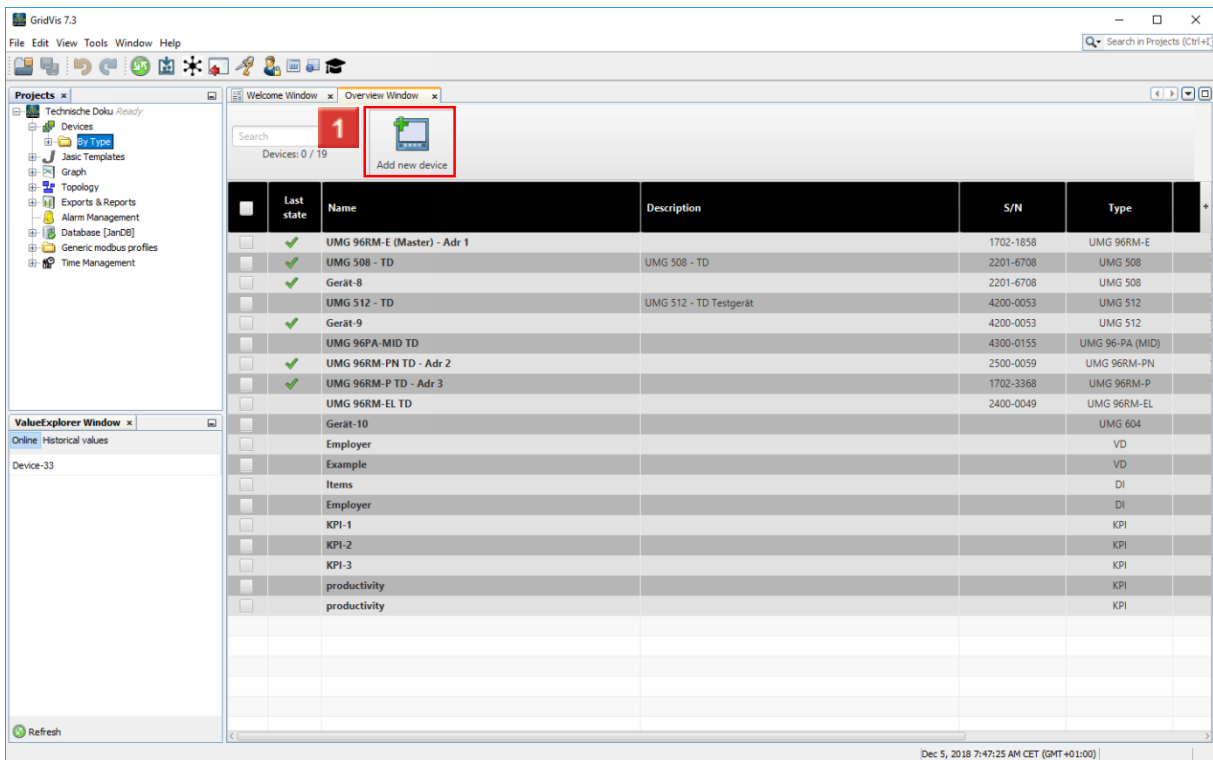 GridVis 7.3
File Edit View Tools Window Help
Search in Projects (Ctrl+I
Projects
Technische Doku Ready
Devices
By Type
Jasic Templates
Graph
Topology
Exports & Reports
Alarm Management
Database [JanDB]
Generic modbus profiles
Time Management
ValueExplorer Window
Online Historical values
Device-33
Refresh
Welcome Window Overview Window
Search
Devices: 0 / 19
1
Add new device
Last state Name Description S/N Type
UMG 96RM-E (Master) - Adr 1 1702-1858 UMG 96RM-E
UMG 508 - TD UMG 508 - TD 2201-6708 UMG 508
Gerät-8 2201-6708 UMG 508
UMG 512 - TD UMG 512 - TD Testgerät 4200-0053 UMG 512
Gerät-9 4200-0053 UMG 512
UMG 96PA-MID TD 4300-0155 UMG 96-PA (MID)
UMG 96RM-PN TD - Adr 2 2500-0059 UMG 96RM-PN
UMG 96RM-P TD - Adr 3 1702-3368 UMG 96RM-P
UMG 96RM-EL TD 2400-0049 UMG 96RM-EL
Gerät-10 UMG 604
Employer VD
Example VD
Items DI
Employer DI
KPI-1 KPI
KPI-2 KPI
KPI-3 KPI
productivity KPI
productivity KPI
Dec 5, 2018 7:47:25 AM CET (GMT+01:00)